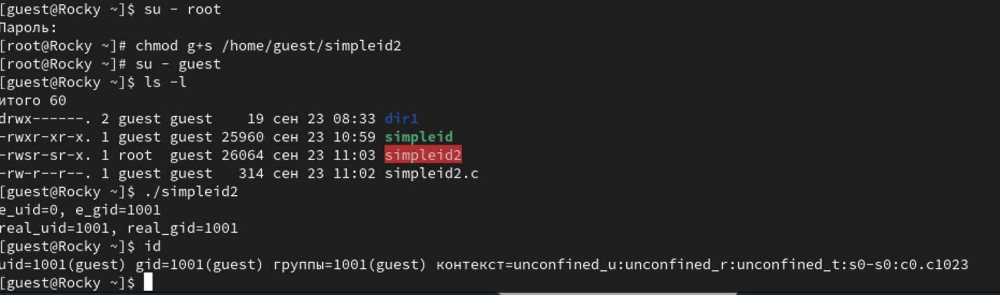 [guest@Rocky ~]$ su - root
Пароль:
[root@Rocky ~]# chmod g+s /home/guest/simpleid2
[root@Rocky ~]# su - guest
[guest@Rocky ~]$ ls -l
итого 60
drwx------. 2 guest guest    19 сен 23 08:33 dir1
-rwxr-xr-x. 1 guest guest 25960 сен 23 10:59 simpleid
-rwsr-sr-x. 1 root  guest 26064 сен 23 11:03 simpleid2
-rw-r--r--. 1 guest guest   314 сен 23 11:02 simpleid2.c
[guest@Rocky ~]$ ./simpleid2
e_uid=0, e_gid=1001
real_uid=1001, real_gid=1001
[guest@Rocky ~]$ id
uid=1001(guest) gid=1001(guest) группы=1001(guest) контекст=unconfined_u:unconfined_r:unconfined_t:s0-s0:c0.c1023
[guest@Rocky ~]$